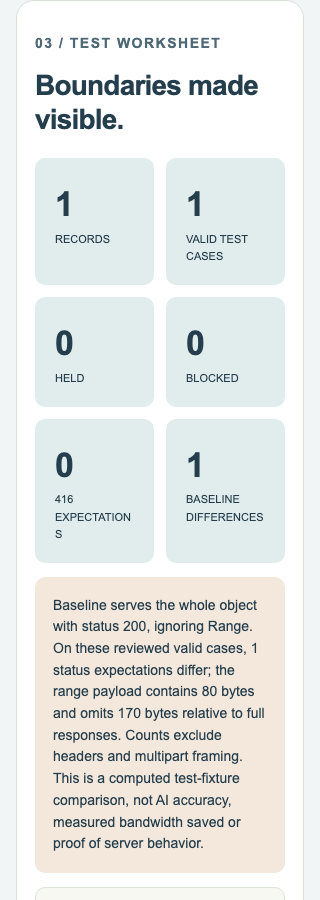 03 / TEST WORKSHEET
Boundaries made
visible.
1
RECORDS
1
VALID TEST
CASES
0
HELD
0
BLOCKED
0
416
EXPECTATION
S
1
BASELINE
DIFFERENCES
Baseline serves the whole object
with status 200, ignoring Range.
On these reviewed valid cases, 1
status expectations differ; the
range payload contains 80 bytes
and omits 170 bytes relative to full
responses. Counts exclude
headers and multipart framing.
This is a computed test-fixture
comparison, not AI accuracy,
measured bandwidth saved or
proof of server behavior.